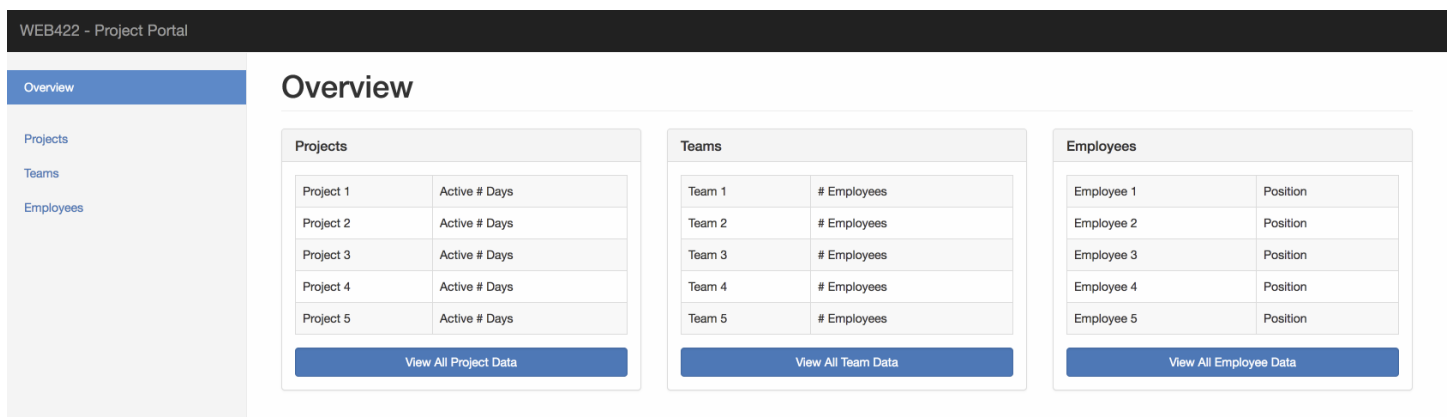 WEB422 - Project Portal
Overview
Projects
Teams
Employees
Overview
Projects
Project 1 Active # Days
Project 2 Active # Days
Project 3 Active # Days
Project 4 Active # Days
Project 5 Active # Days
View All Project Data
Teams
Team 1 # Employees
Team 2 # Employees
Team 3 # Employees
Team 4 # Employees
Team 5 # Employees
View All Team Data
Employees
Employee 1 Position
Employee 2 Position
Employee 3 Position
Employee 4 Position
Employee 5 Position
View All Employee Data